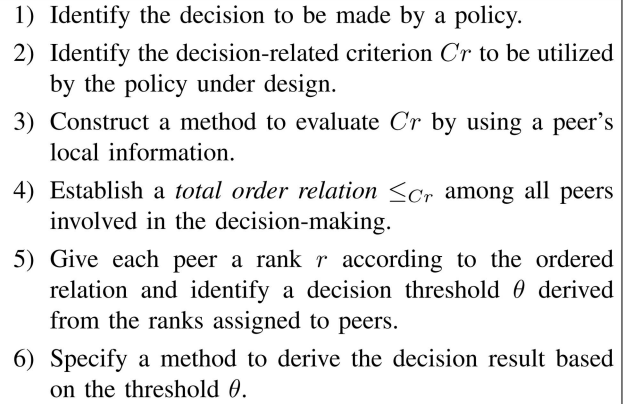 1) Identify the decision to be made by a policy.
2) Identify the decision-related criterion Cr to be utilized
by the policy under design.
3) Construct a method to evaluate Cr by using a peer's
local information.
4) Establish a total order relation ≤Cr among all peers
involved in the decision-making.
5) Give each peer a rank r according to the ordered
relation and identify a decision threshold θ derived
from the ranks assigned to peers.
6) Specify a method to derive the decision result based
on the threshold θ.